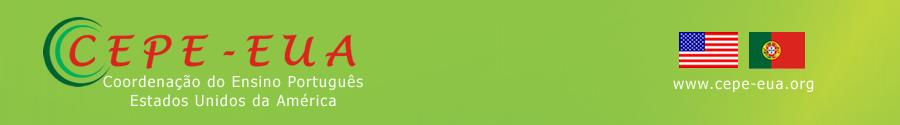 CEPE-EUA
Coordenação do Ensino Português
Estados Unidos da América
www.cepe-eua.org